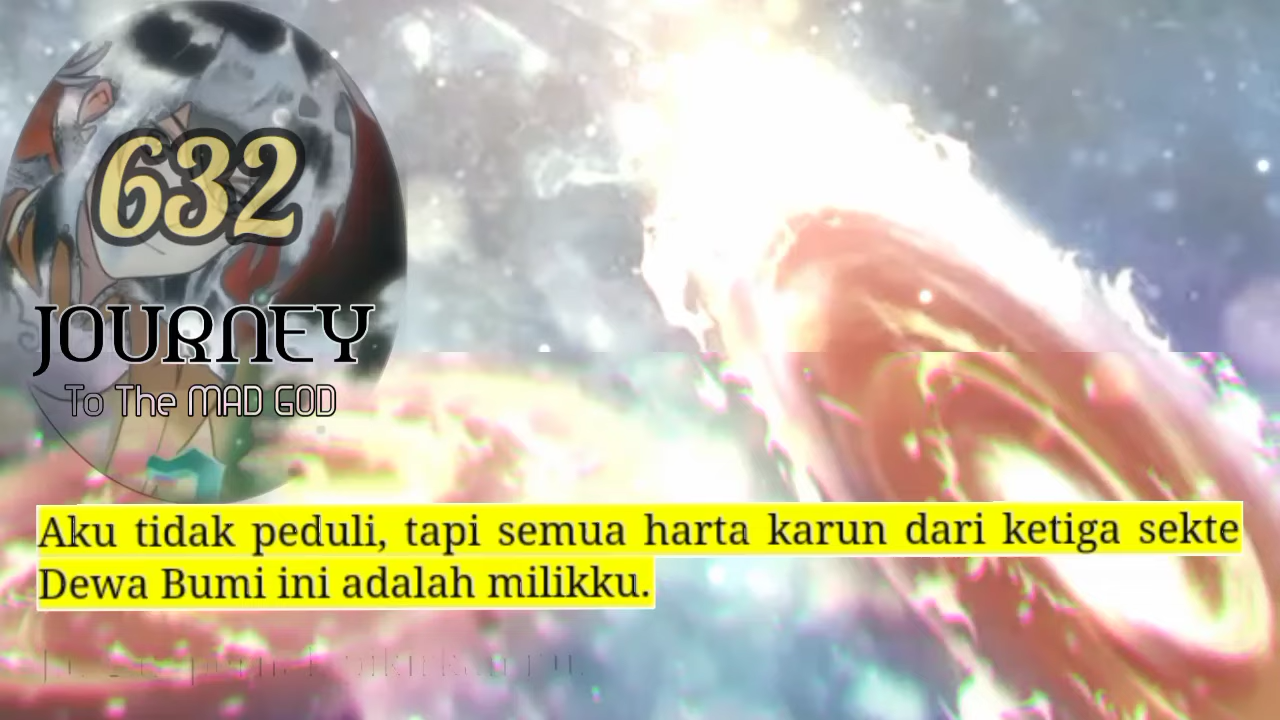 632
JOURNEY
To The MAD GOD
Aku tidak peduli, tapi semua harta karun dari ketiga sekte
Dewa Bumi ini adalah milikku.